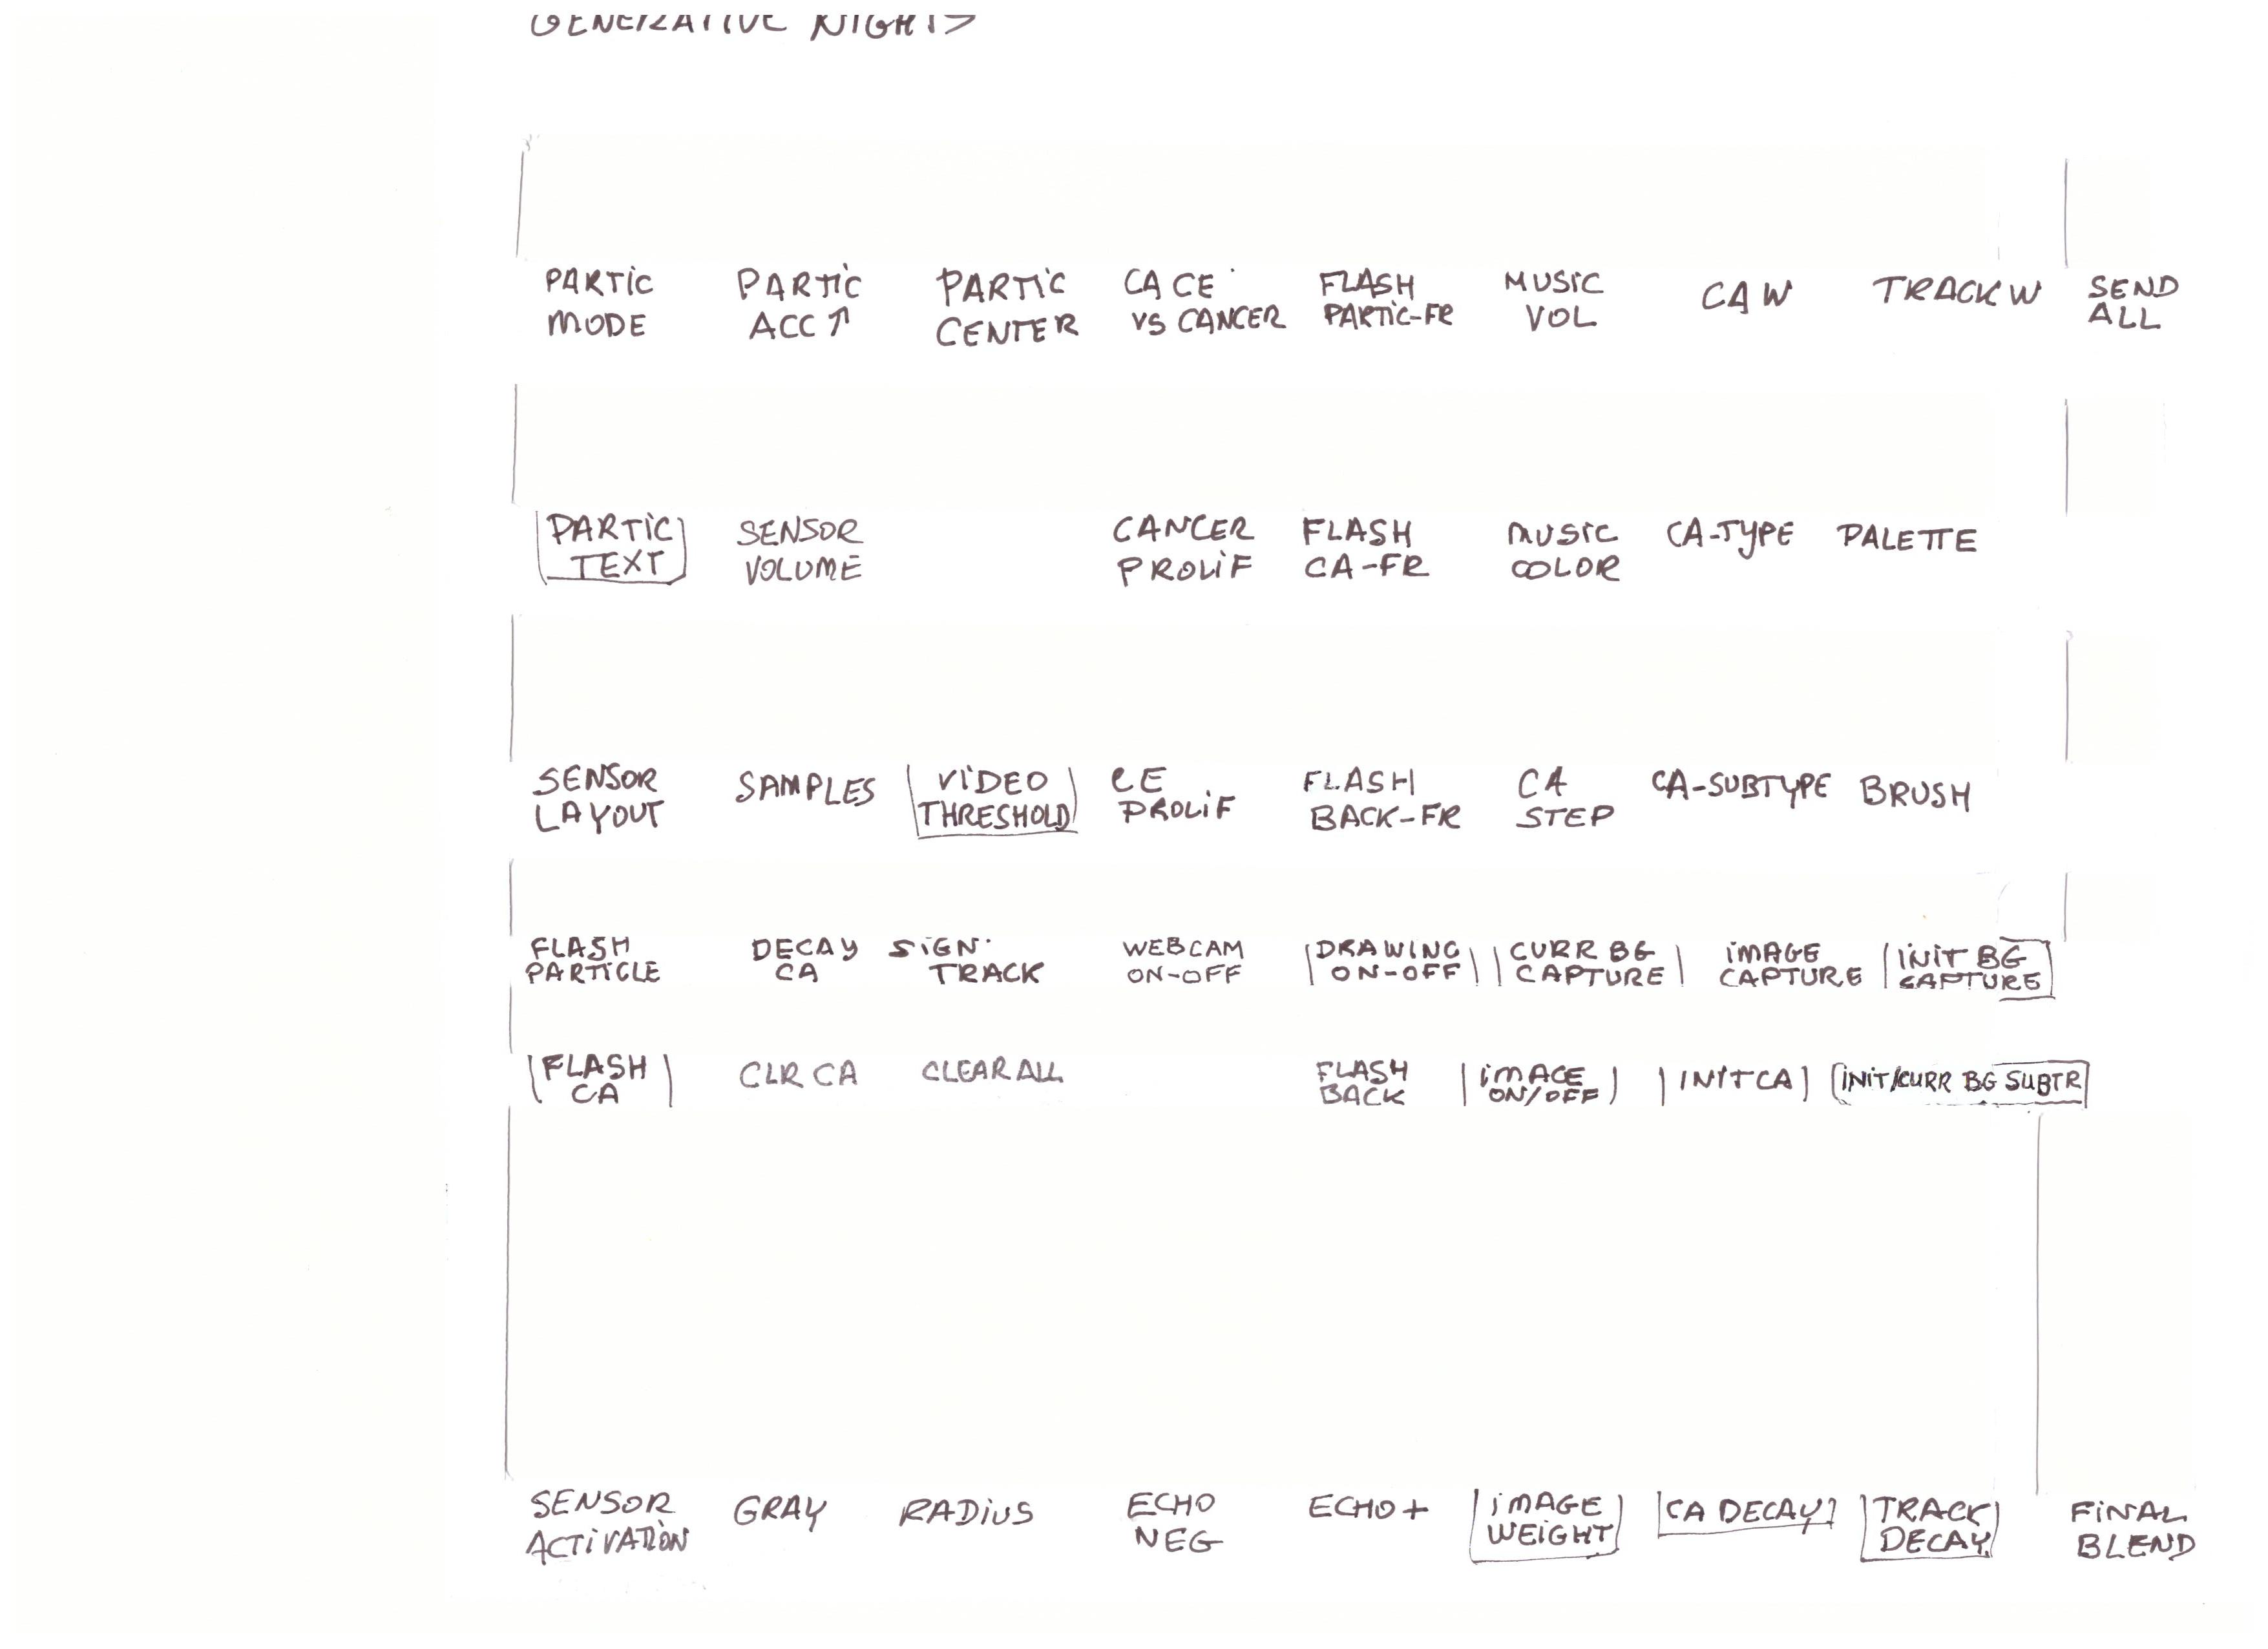 GENERATIVE NIGHTS
PARTIC MODE
PARTIC ACC ↑
PARTIC CENTER
CA CE VS CANCER
FLASH PARTIC-FR
MUSIC VOL
CA W
TRACK W
SEND ALL
PARTIC TEXT
SENSOR VOLUME
CANCER PROLIF
FLASH CA-FR
MUSIC COLOR
CA-TYPE
PALETTE
SENSOR LAYOUT
SAMPLES
VIDEO THRESHOLD
CE PROLIF
FLASH BACK-FR
CA STEP
CA-SUBTYPE
BRUSH
FLASH PARTICLE
DECAY CA
SIGN. TRACK
WEBCAM ON-OFF
DRAWING ON-OFF
CURR BG CAPTURE
IMAGE CAPTURE
INIT BG CAPTURE
FLASH CA
CLR CA
CLEAR ALL
FLASH BACK
IMAGE ON/OFF
INIT CA
INIT/CURR BG SUBTR
SENSOR ACTIVATION
GRAY
RADIUS
ECHO NEG
ECHO +
IMAGE WEIGHT
CA DECAY
TRACK DECAY
FINAL BLEND